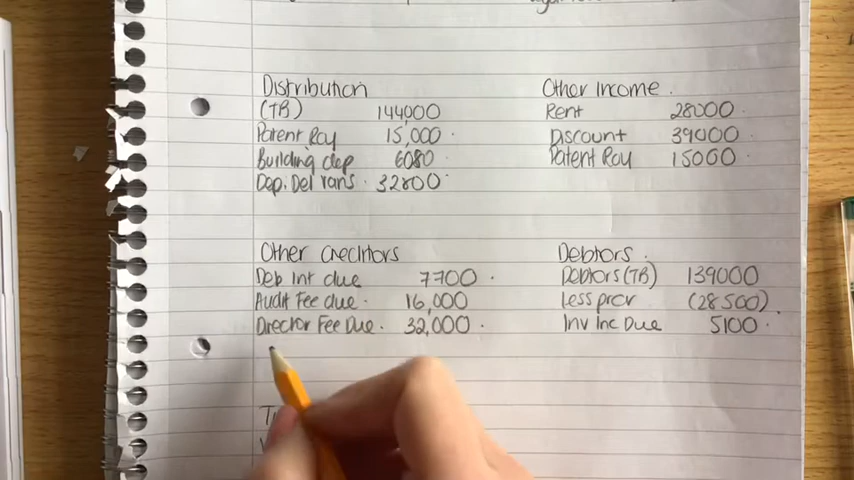 Distribution
(TB) 144000
Patent Roy 15,000
Building dep 6080
Dep: Del vans 32800
Other Income
Rent 28000
Discount 39000
Patent Roy 15000
Other creditors
Deb Int due 7700
Audit Fee due 16,000
Director Fee Due 32,000
Debtors
Debtors (TB) 139000
Less prov (28 500)
Inv Inc Due 5100